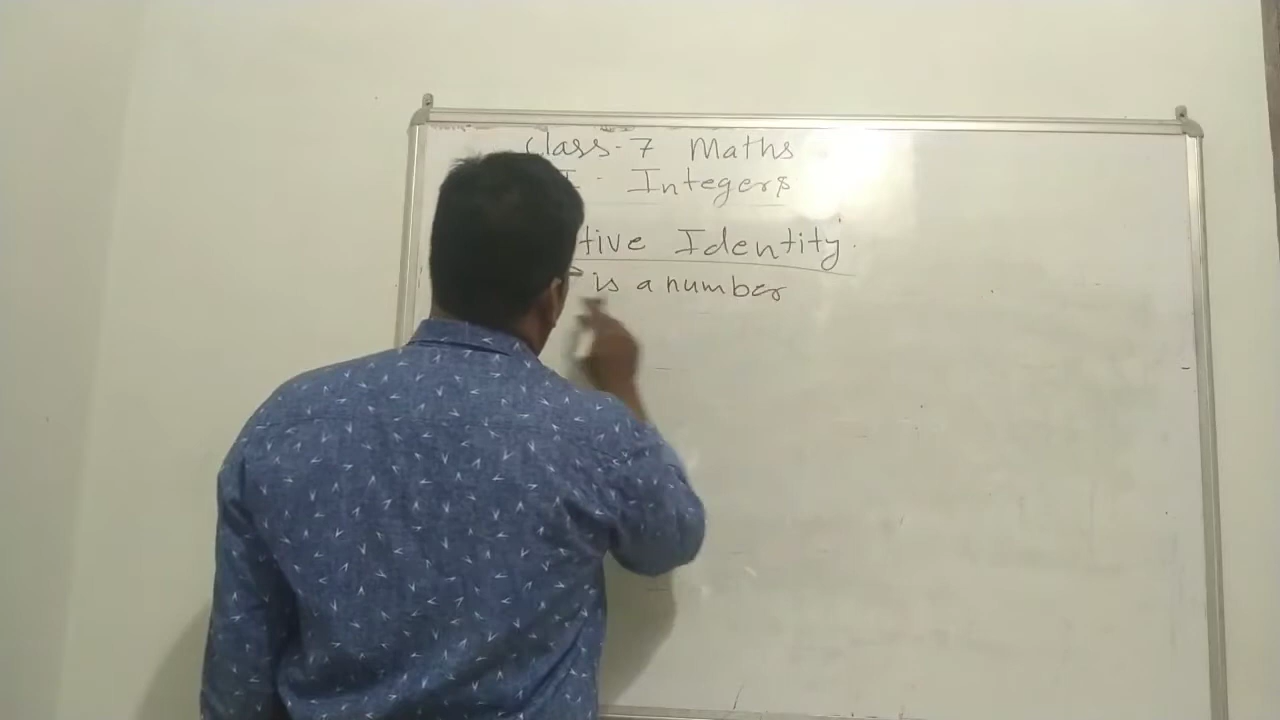 Class-7 Maths
I - Integers
tive Identity
is a number